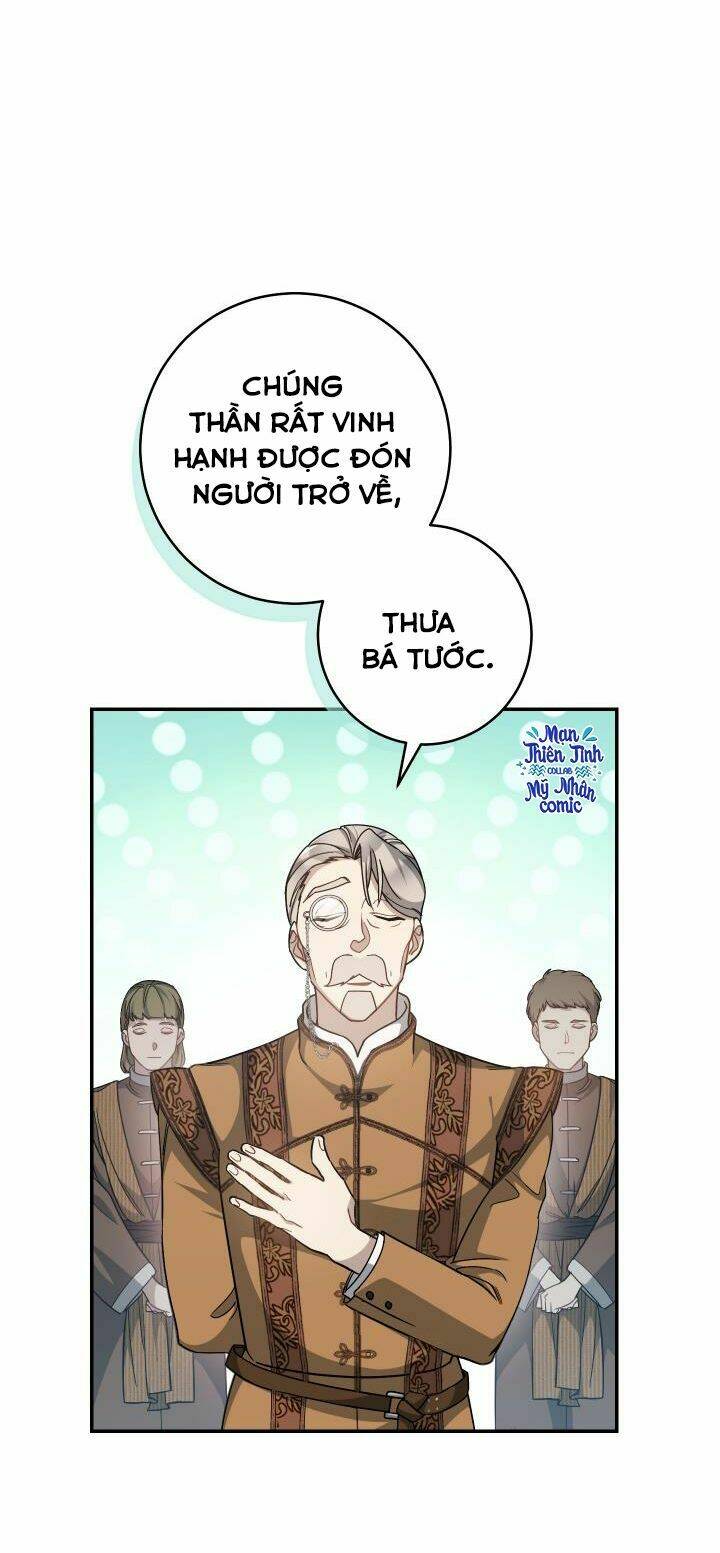 CHÚNG
THẦN RẤT VINH
HẠNH ĐƯỢC ĐÓN
NGƯỜI TRỞ VỀ,
THƯA
BÁ TƯỚC.
Mạn
Thiên Tình
COLLAB
Mỹ Nhân
comic